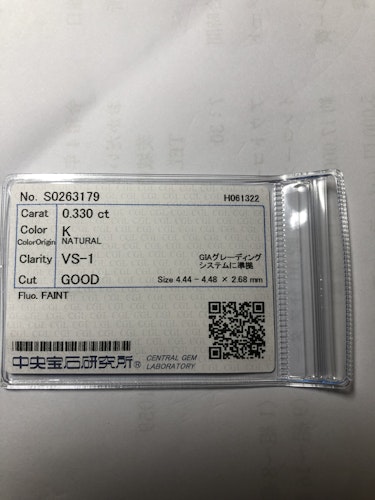 No. S0263179 H061322
Carat 0.330 ct
Color K
ColorOrigin NATURAL
Clarity VS-1 GIAグレーディング
システムに準拠
Cut GOOD Size 4.44 - 4.48 × 2.68 mm
Fluo. FAINT
中央宝石研究所® CENTRAL GEM
LABORATORY